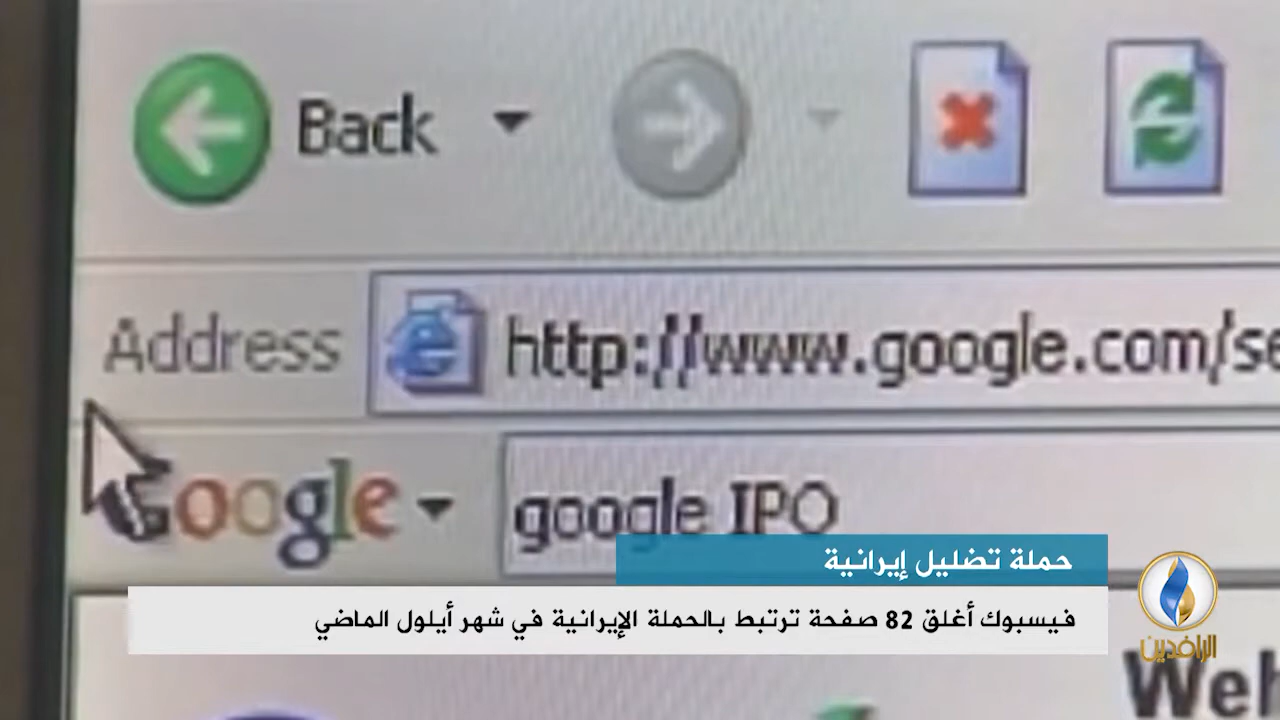 Back
Address http://www.google.com/se
Google google IPO
حملة تضليل إيرانية
فيسبوك أغلق 82 صفحة ترتبط بالحملة الإيرانية في شهر أيلول الماضي
الرافدين